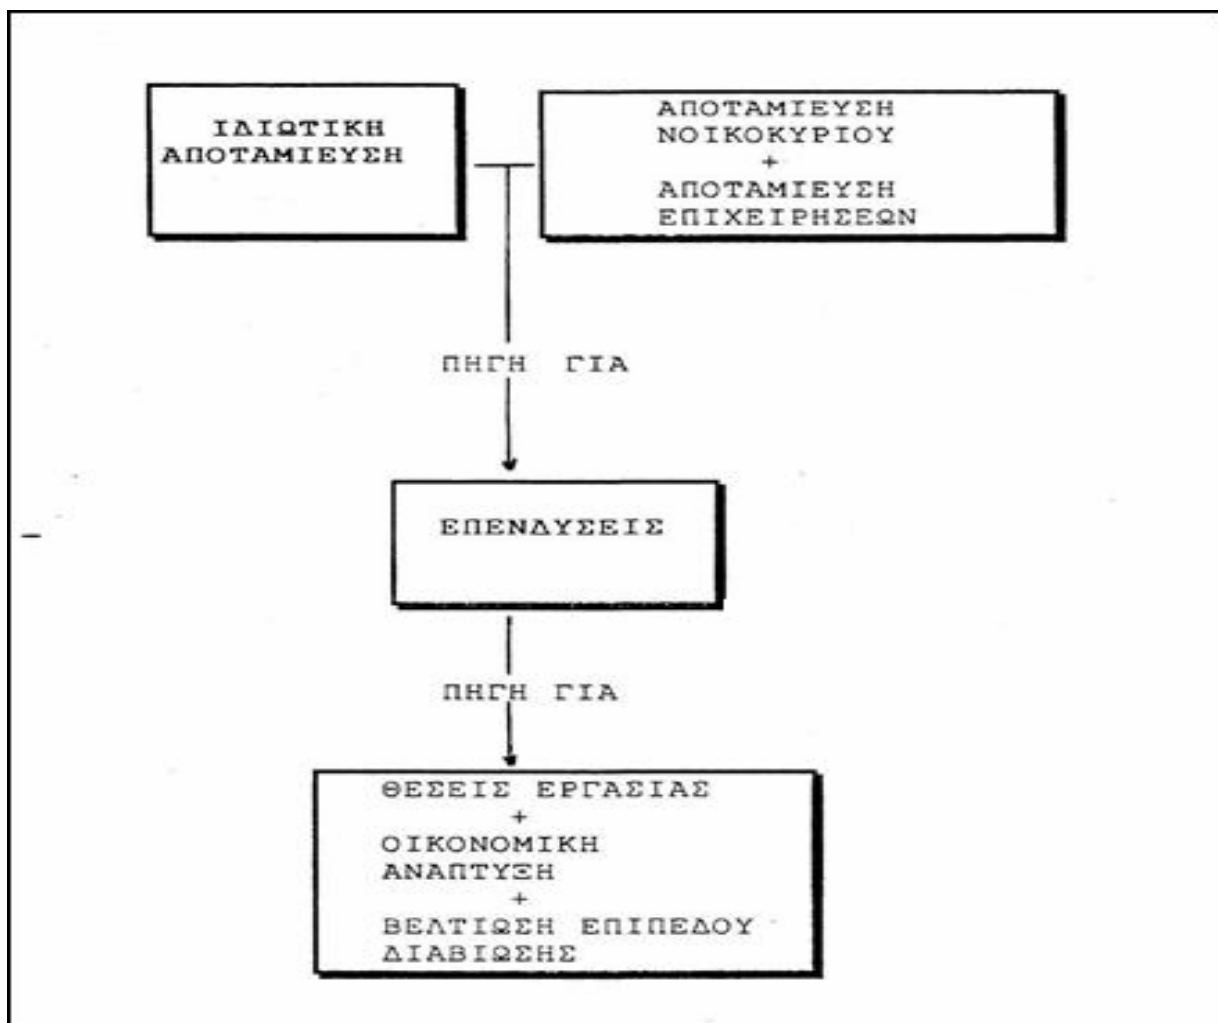 ΙΔΙΩΤΙΚΗ
ΑΠΟΤΑΜΙΕΥΣΗ
ΑΠΟΤΑΜΙΕΥΣΗ
ΝΟΙΚΟΚΥΡΙΟΥ
+
ΑΠΟΤΑΜΙΕΥΣΗ
ΕΠΙΧΕΙΡΗΣΕΩΝ
ΠΗΓΗ ΓΙΑ
ΕΠΕΝΔΥΣΕΙΣ
ΠΗΓΗ ΓΙΑ
ΘΕΣΕΙΣ ΕΡΓΑΣΙΑΣ
+
ΟΙΚΟΝΟΜΙΚΗ
ΑΝΑΠΤΥΞΗ
+
ΒΕΛΤΙΩΣΗ ΕΠΙΠΕΔΟΥ
ΔΙΑΒΙΩΣΗΣ